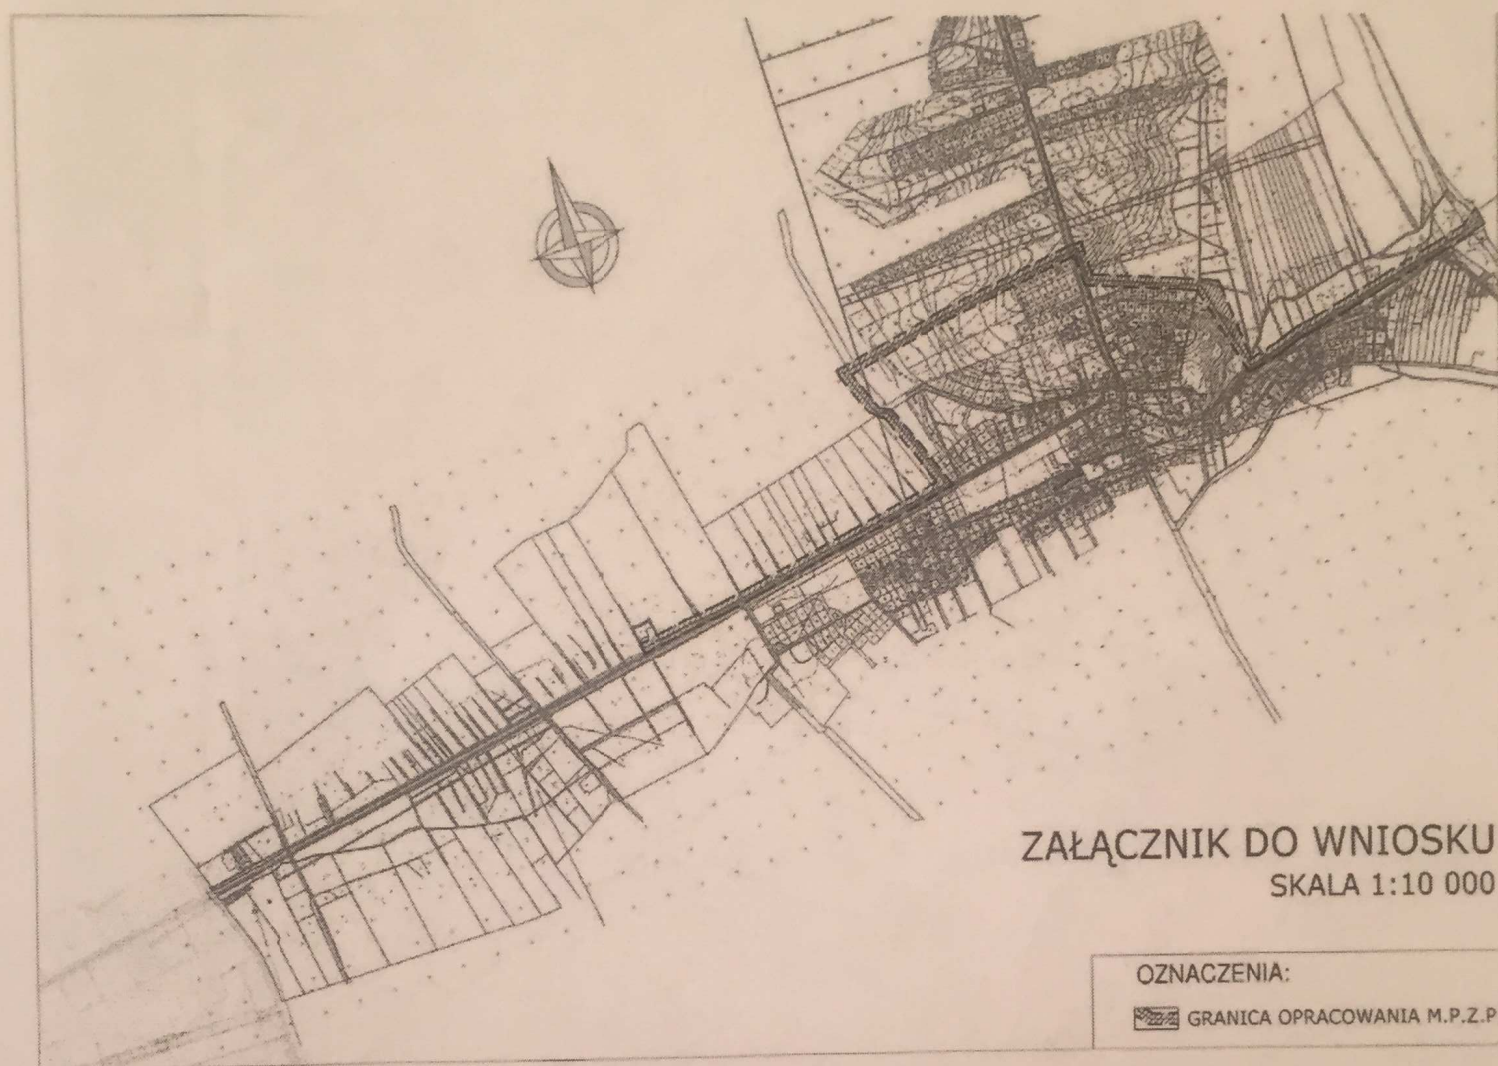 ZAŁĄCZNIK DO WNIOSKU
SKALA 1:10 000
OZNACZENIA:
GRANICA OPRACOWANIA M.P.Z.P